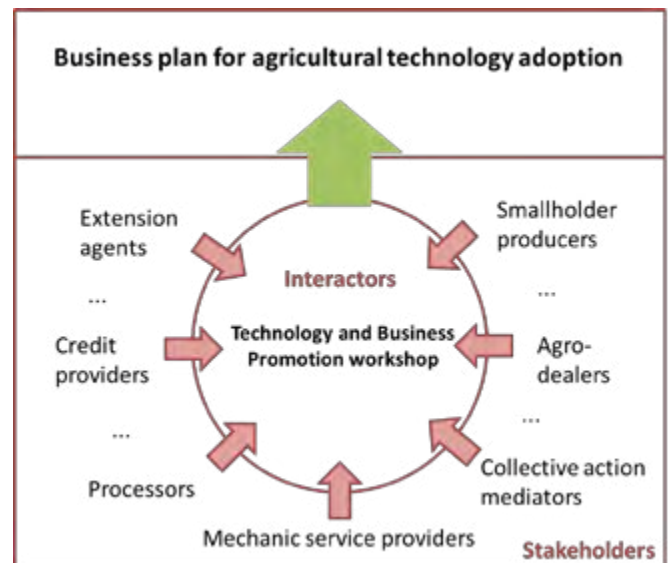 Business plan for agricultural technology adoption
Extension
agents
...
Credit
providers
...
Processors
Mechanic service providers
Interactors
Technology and Business
Promotion workshop
Smallholder
producers
...
Agro-
dealers
...
Collective action
mediators
Stakeholders